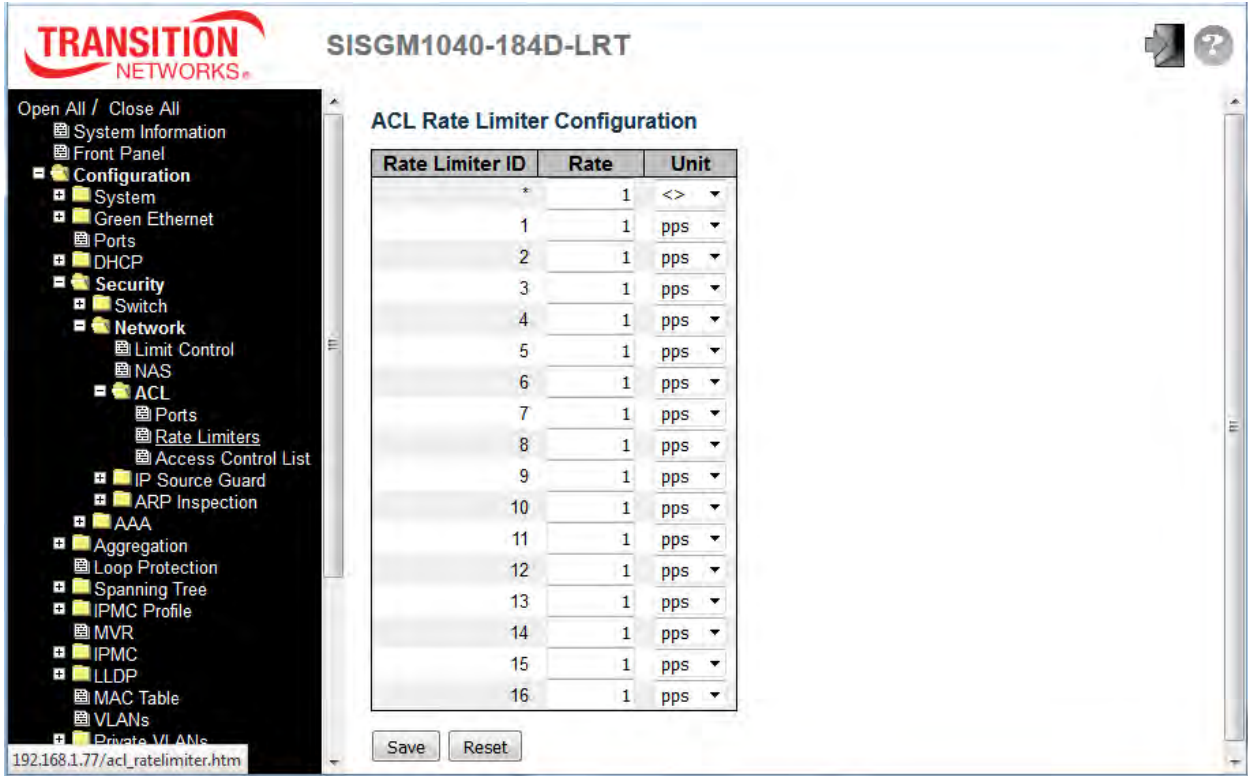 TRANSITION
NETWORKS®
SISGM1040-184D-LRT
?
Open All / Close All
System Information
Front Panel
Configuration
System
Green Ethernet
Ports
DHCP
Security
Switch
Network
Limit Control
NAS
ACL
Ports
Rate Limiters
Access Control List
IP Source Guard
ARP Inspection
AAA
Aggregation
Loop Protection
Spanning Tree
IPMC Profile
MVR
IPMC
LLDP
MAC Table
VLANs
Private VLANs
192.168.1.77/acl_ratelimiter.htm
ACL Rate Limiter Configuration
Rate Limiter ID Rate Unit
* 1 <>
1 1 pps
2 1 pps
3 1 pps
4 1 pps
5 1 pps
6 1 pps
7 1 pps
8 1 pps
9 1 pps
10 1 pps
11 1 pps
12 1 pps
13 1 pps
14 1 pps
15 1 pps
16 1 pps
Save Reset